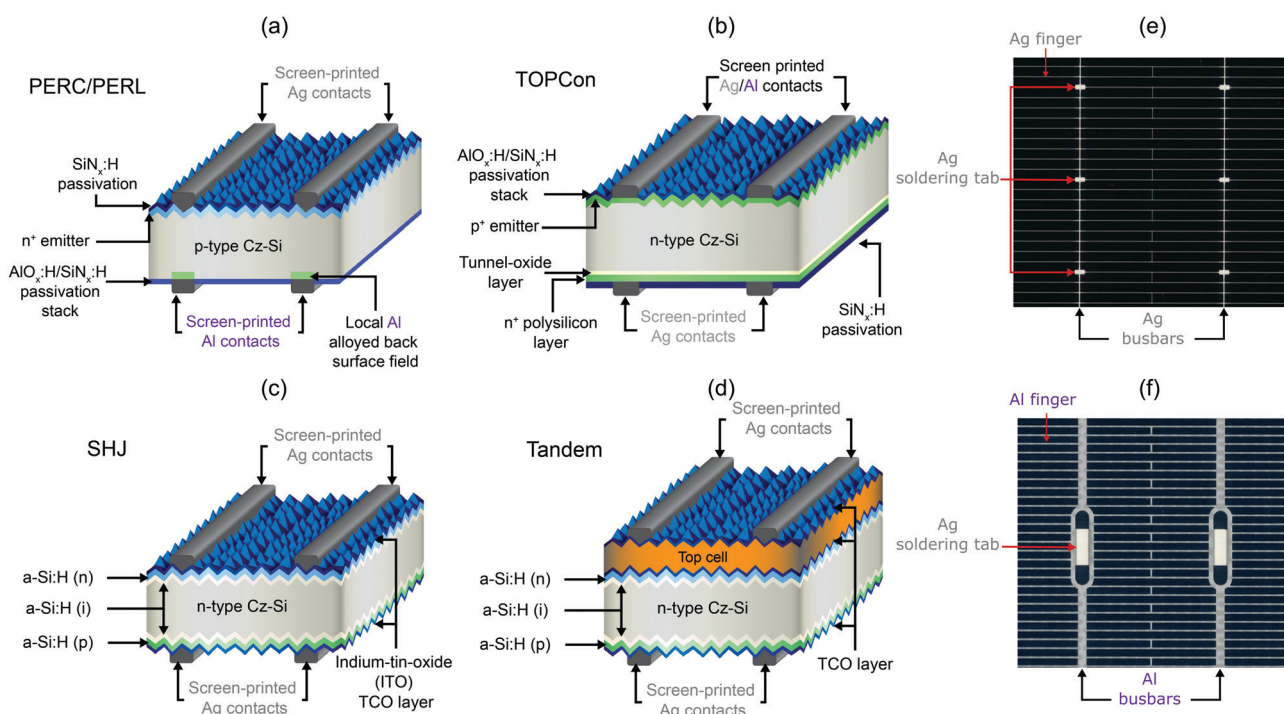 (a)
PERC/PERL
Screen-printed
Ag contacts
SiNₓ:H
passivation
n⁺ emitter
p-type Cz-Si
AlOₓ:H/SiNₓ:H
passivation
stack
Screen-printed
Al contacts
Local Al
alloyed back
surface field
(b)
TOPCon
Screen printed
Ag/Al contacts
AlOₓ:H/SiNₓ:H
passivation
stack
p⁺ emitter
n-type Cz-Si
Tunnel-oxide
layer
n⁺ polysilicon
layer
Screen-printed
Ag contacts
SiNₓ:H
passivation
(e)
Ag finger
Ag
soldering tab
Ag
busbars
(c)
SHJ
Screen-printed
Ag contacts
a-Si:H (n)
a-Si:H (i)
a-Si:H (p)
n-type Cz-Si
Screen-printed
Ag contacts
Indium-tin-oxide
(ITO)
TCO layer
(d)
Tandem
Screen-printed
Ag contacts
Top cell
a-Si:H (n)
a-Si:H (i)
a-Si:H (p)
n-type Cz-Si
Screen-printed
Ag contacts
TCO layer
(f)
Al finger
Ag
soldering tab
Al
busbars